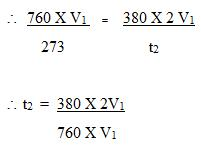 ∴ 760 X V₁ = 380 X 2 V₁
273 t₂
∴ t₂ = 380 X 2V₁
760 X V₁